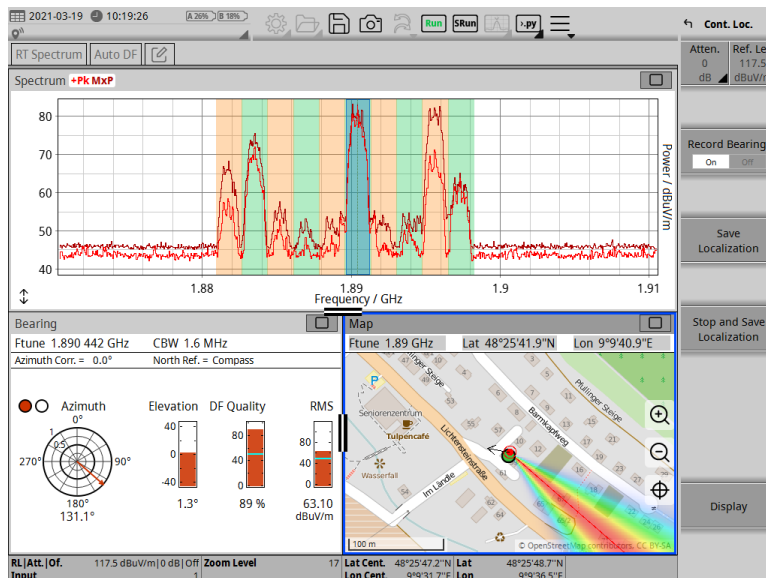 2021-03-19 10:19:26 A 26% B 18%
Run SRun .py
Cont. Loc.
RT Spectrum Auto DF
Atten. Ref. Le
0 117.5
dB dBuV/m
Spectrum +Pk MxP
80
70
60
50
40
1.88 1.89 1.9 1.91
Frequency / GHz
Power / dBuV/m
Record Bearing
On Off
Save
Localization
Stop and Save
Localization
Display
Bearing
Ftune 1.890 442 GHz CBW 1.6 MHz
Azimuth Corr. = 0.0° North Ref. = Compass
Azimuth Elevation DF Quality RMS
0°
1
0.5
270° 90°
180°
131.1°
40
0
-40
1.3°
80
40
0
89 %
80
40
0
63.10
dBuV/m
Map
Ftune 1.89 GHz Lat 48°25'41.9"N Lon 9°9'40.9"E
Pfullinger Steige
P
Seniorenzentrum
Tulpencafé
Wasserfall
Im Ländle
Lichtensteinstraße
Barmkapfweg
100 m
© OpenStreetMap contributors, CC BY-SA
RL|Att.|Of. 117.5 dBuV/m|0 dB|Off Zoom Level 17 Lat Cent. 48°25'47.2"N Lat 48°25'48.7"N
Input 1 Lon Cent. 9°9'31.7"E Lon 9°9'36.5"E